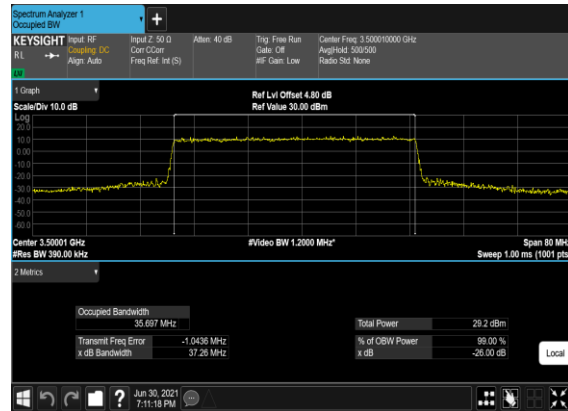 Spectrum Analyzer 1
Occupied BW
+
KEYSIGHT
RL
Input: RF
Coupling: DC
Align: Auto
Input Z: 50 Ω
Corr CCorr
Freq Ref: Int (S)
Atten: 40 dB
Trig: Free Run
Gate: Off
#IF Gain: Low
Center Freq: 3.500010000 GHz
Avg|Hold: 500/500
Radio Std: None
1 Graph
Scale/Div 10.0 dB
Ref Lvl Offset 4.80 dB
Ref Value 30.00 dBm
Log
20.0
10.0
0.00
-10.0
-20.0
-30.0
-40.0
-50.0
-60.0
Center 3.50001 GHz
#Res BW 390.00 kHz
#Video BW 1.2000 MHz*
Span 80 MHz
Sweep 1.00 ms (1001 pts)
2 Metrics
Occupied Bandwidth
35.697 MHz
Transmit Freq Error -1.0436 MHz
x dB Bandwidth 37.26 MHz
Total Power 29.2 dBm
% of OBW Power 99.00 %
x dB -26.00 dB
Local
?
Jun 30, 2021
7:11:18 PM